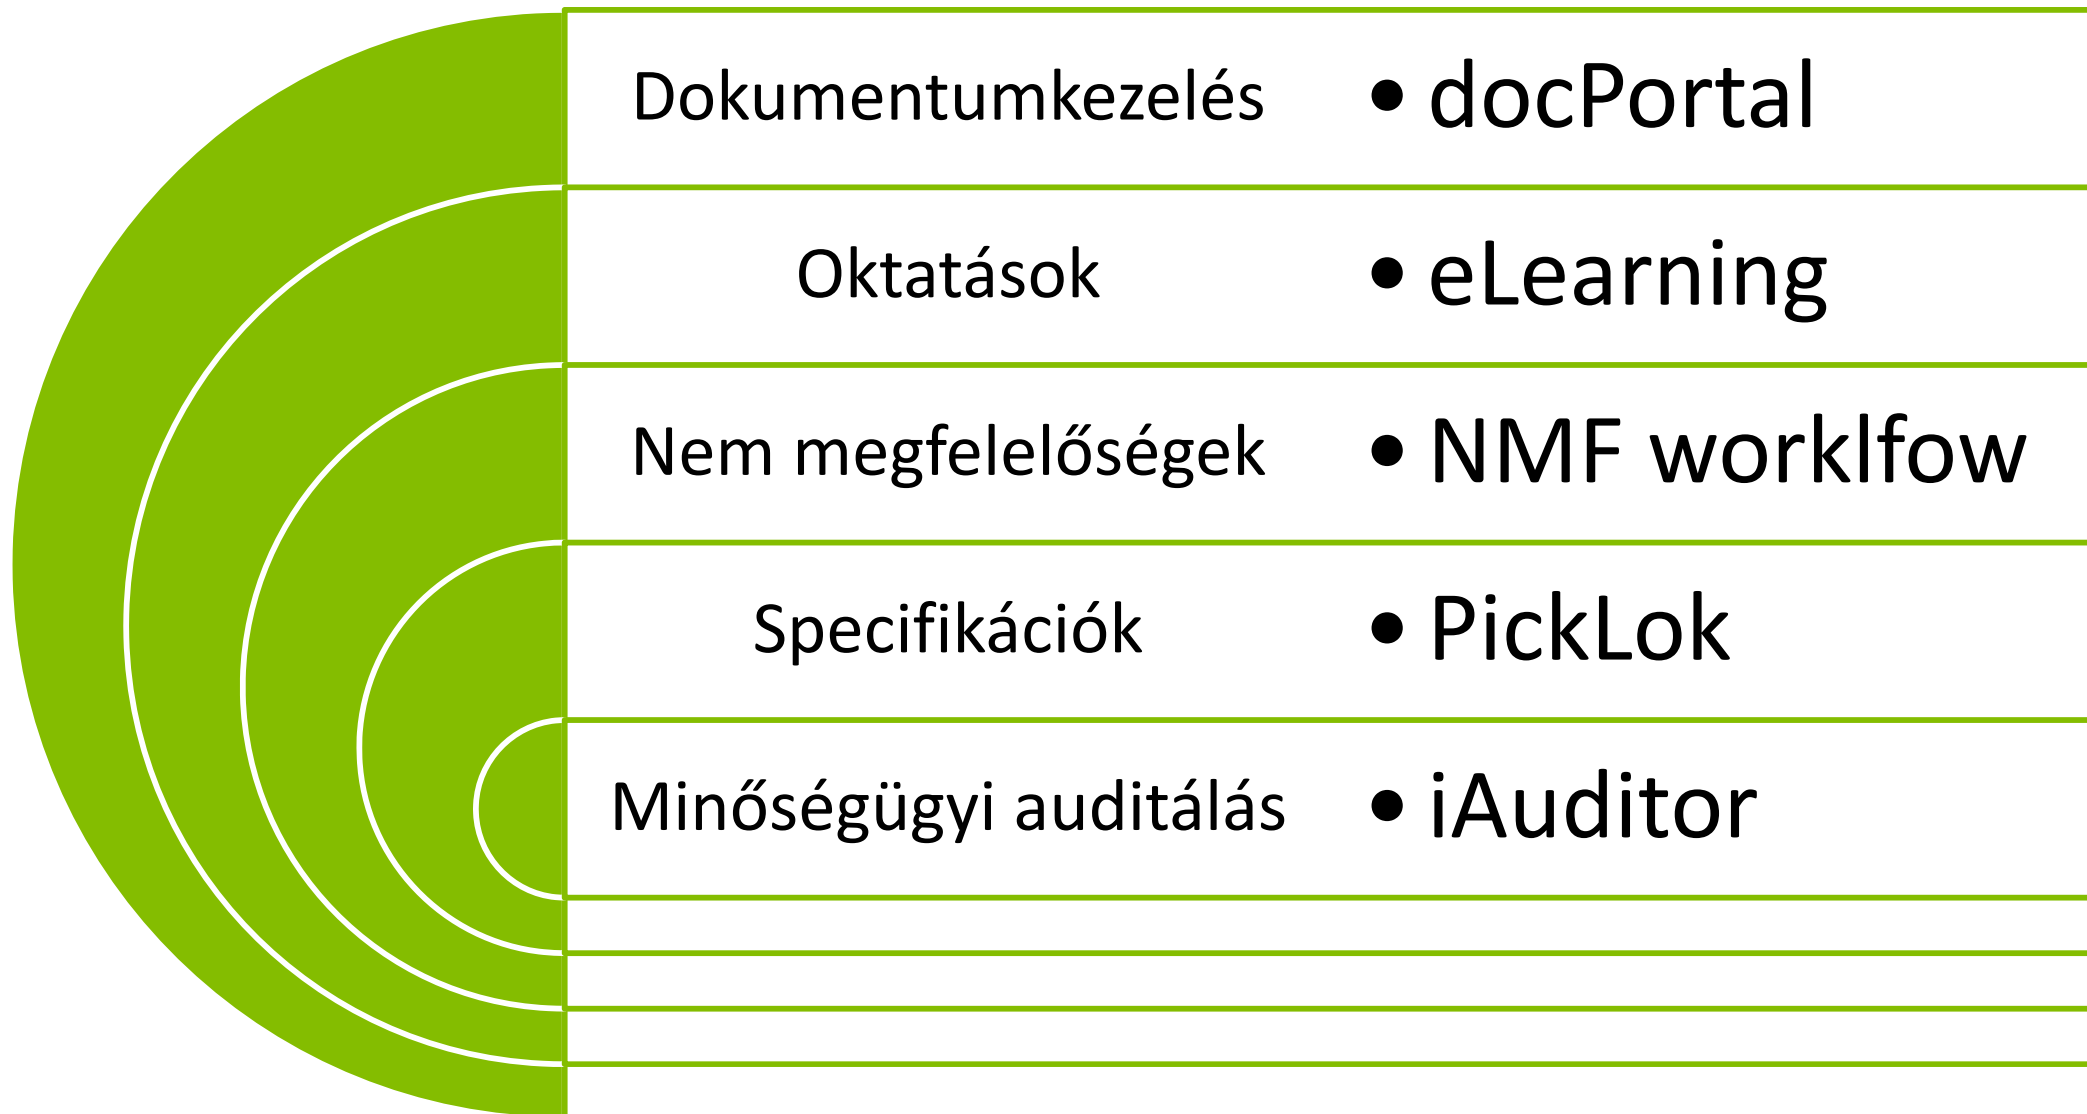 Dokumentumkezelés • docPortal
Oktatások • eLearning
Nem megfelelőségek • NMF worklfow
Specifikációk • PickLok
Minőségügyi auditálás • iAuditor